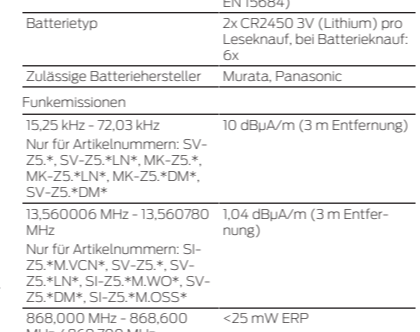 EN 15684)
Batterietyp
2x CR2450 3V (Lithium) pro
Leseknauf, bei Batterieknauf:
6x
Zulässige Batteriehersteller
Murata, Panasonic
Funkemissionen
15,25 kHz - 72,03 kHz
10 dBµA/m (3 m Entfernung)
Nur für Artikelnummern: SV-
Z5.*, SV-Z5.*LN*, MK-Z5.*,
MK-Z5.*LN*, MK-Z5.*DM*,
SV-Z5.*DM*
13,560006 MHz - 13,560780
MHz
1,04 dBµA/m (3 m Entfer-
nung)
Nur für Artikelnummern: SI-
Z5.*M.VCN*, SV-Z5.*, SV-
Z5.*LN*, SI-Z5.*M.WO*, SV-
Z5.*DM*, SI-Z5.*M.OSS*
868,000 MHz - 868,600
<25 mW ERP